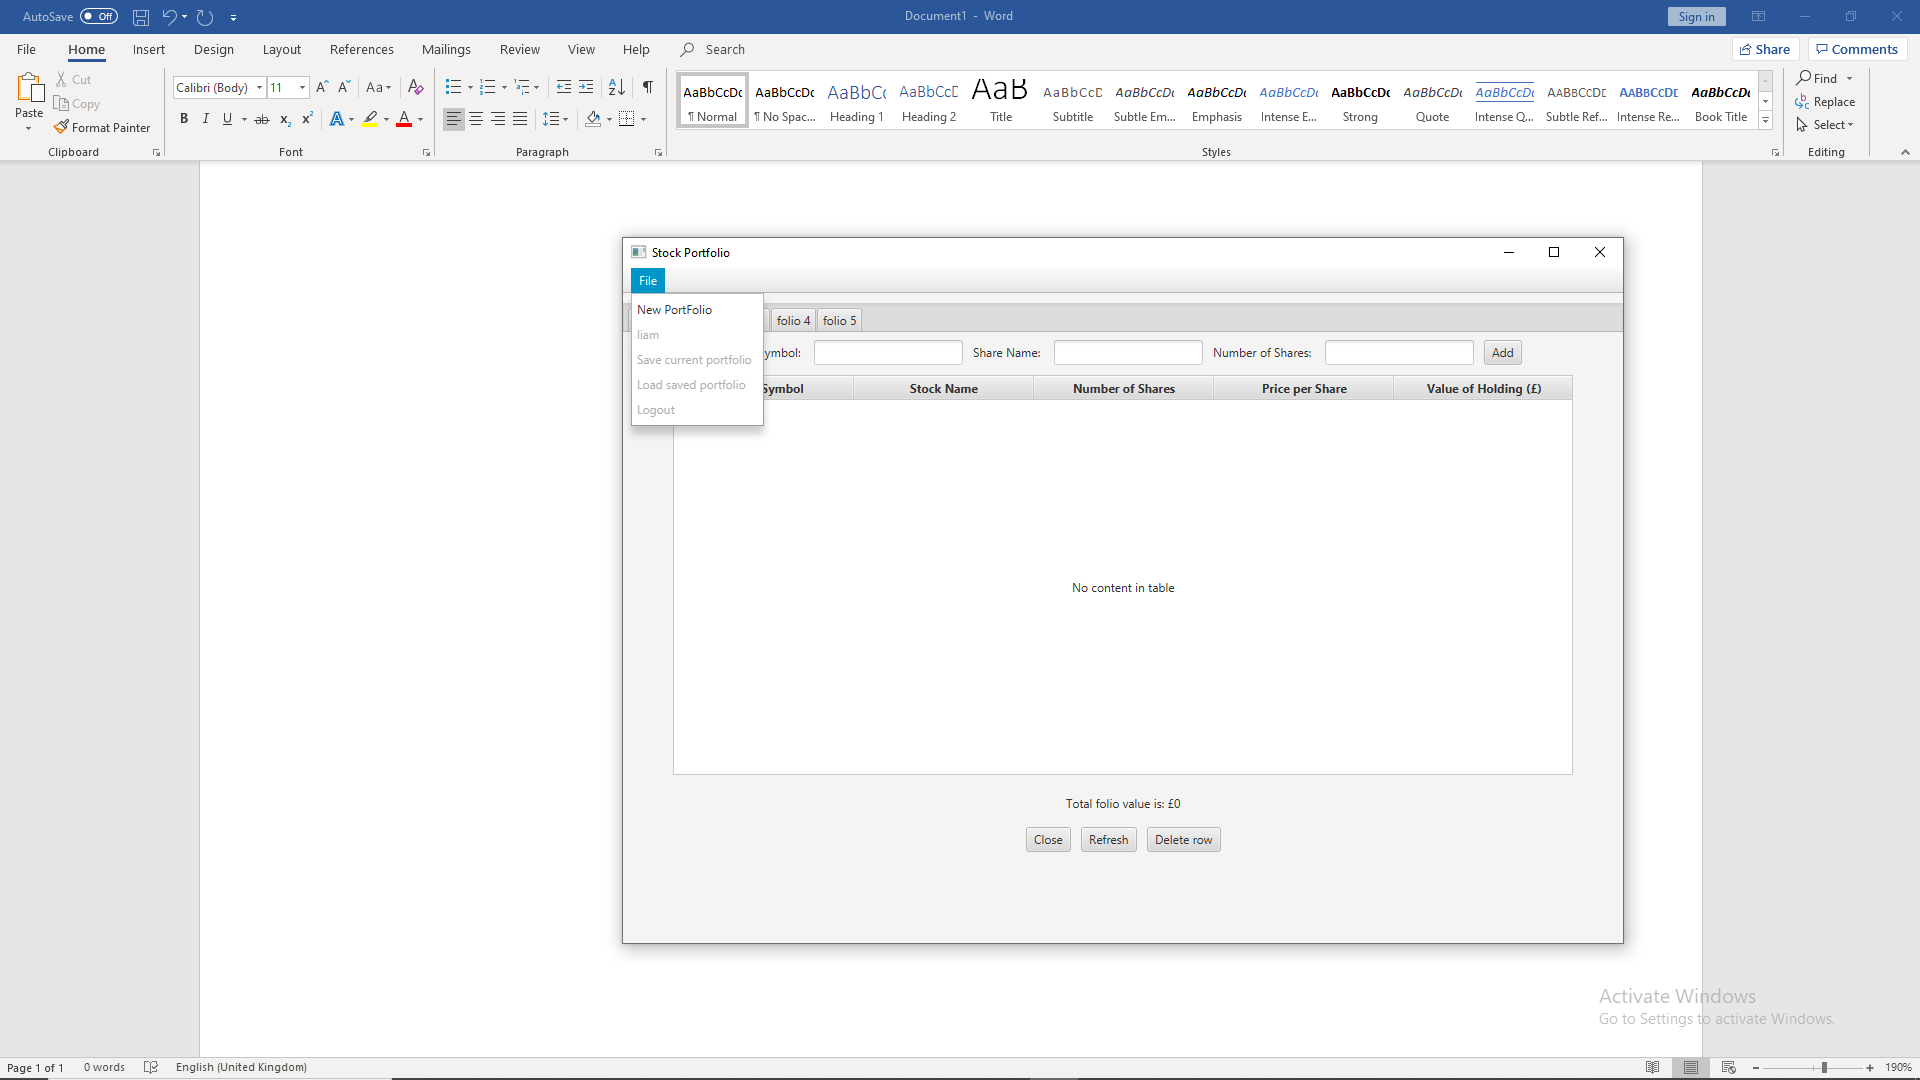 AutoSave Off
Document1 - Word
Sign in
File Home Insert Design Layout References Mailings Review View Help Search
Share Comments
Paste
Cut
Copy
Format Painter
Clipboard
Calibri (Body) 11
Font
Paragraph
AaBbCcDc AaBbCcDc AaBbCc AaBbCcD AaB AaBbCcD AaBbCcDc AaBbCcDc AaBbCcDc AaBbCcDc AaBbCcDc AaBbCcDc AaBbCcDd AaBbCcDd AaBbCcDc
¶ Normal ¶ No Spac... Heading 1 Heading 2 Title Subtitle Subtle Em... Emphasis Intense E... Strong Quote Intense Q... Subtle Ref... Intense Re... Book Title
Styles
Find
Replace
Select
Editing
Stock Portfolio
File
New PortFolio
liam
Save current portfolio
Load saved portfolio
Logout
folio 4 folio 5
ymbol: Share Name: Number of Shares: Add
Symbol Stock Name Number of Shares Price per Share Value of Holding (£)
No content in table
Total folio value is: £0
Close Refresh Delete row
Activate Windows
Go to Settings to activate Windows.
Page 1 of 1 0 words English (United Kingdom) 190%